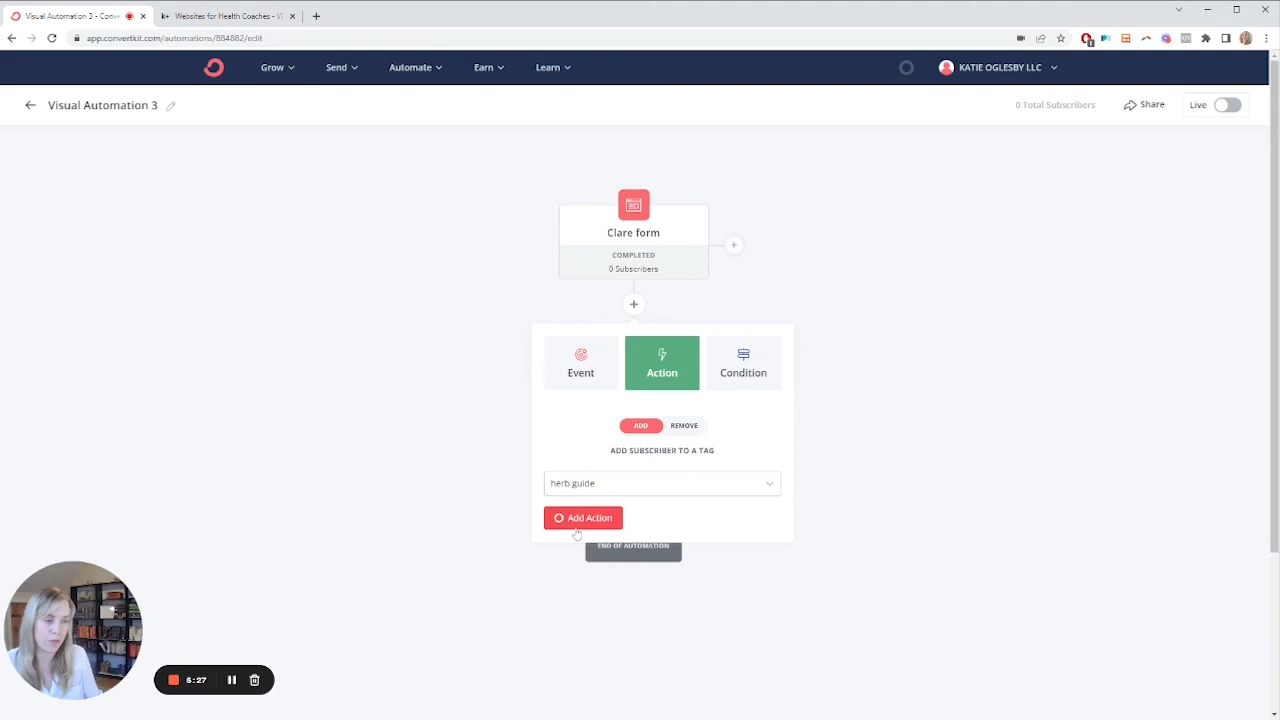 Visual Automation 3 - Conv
k+ Websites for Health Coaches - W
app.convertkit.com/automations/884882/edit
Grow
Send
Automate
Earn
Learn
KATIE OGLESBY LLC
Visual Automation 3
0 Total Subscribers
Share
Live
Clare form
COMPLETED
0 Subscribers
Event
Action
Condition
ADD
REMOVE
ADD SUBSCRIBER TO A TAG
herb guide
Add Action
END OF AUTOMATION
5:27